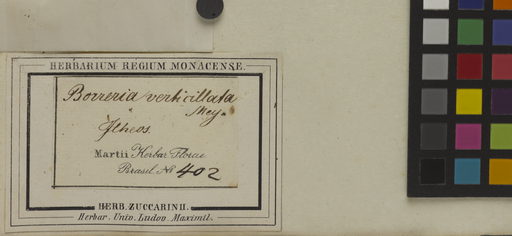 HERBARIUM REGIUM MONACENSE.
Borreria verticillata
Mey.
Ilheos.
Martii Herbar. Florae
Brasil. No 402
HERB. ZUCCARINII.
Herbar. Univ. Ludov. Maximil.